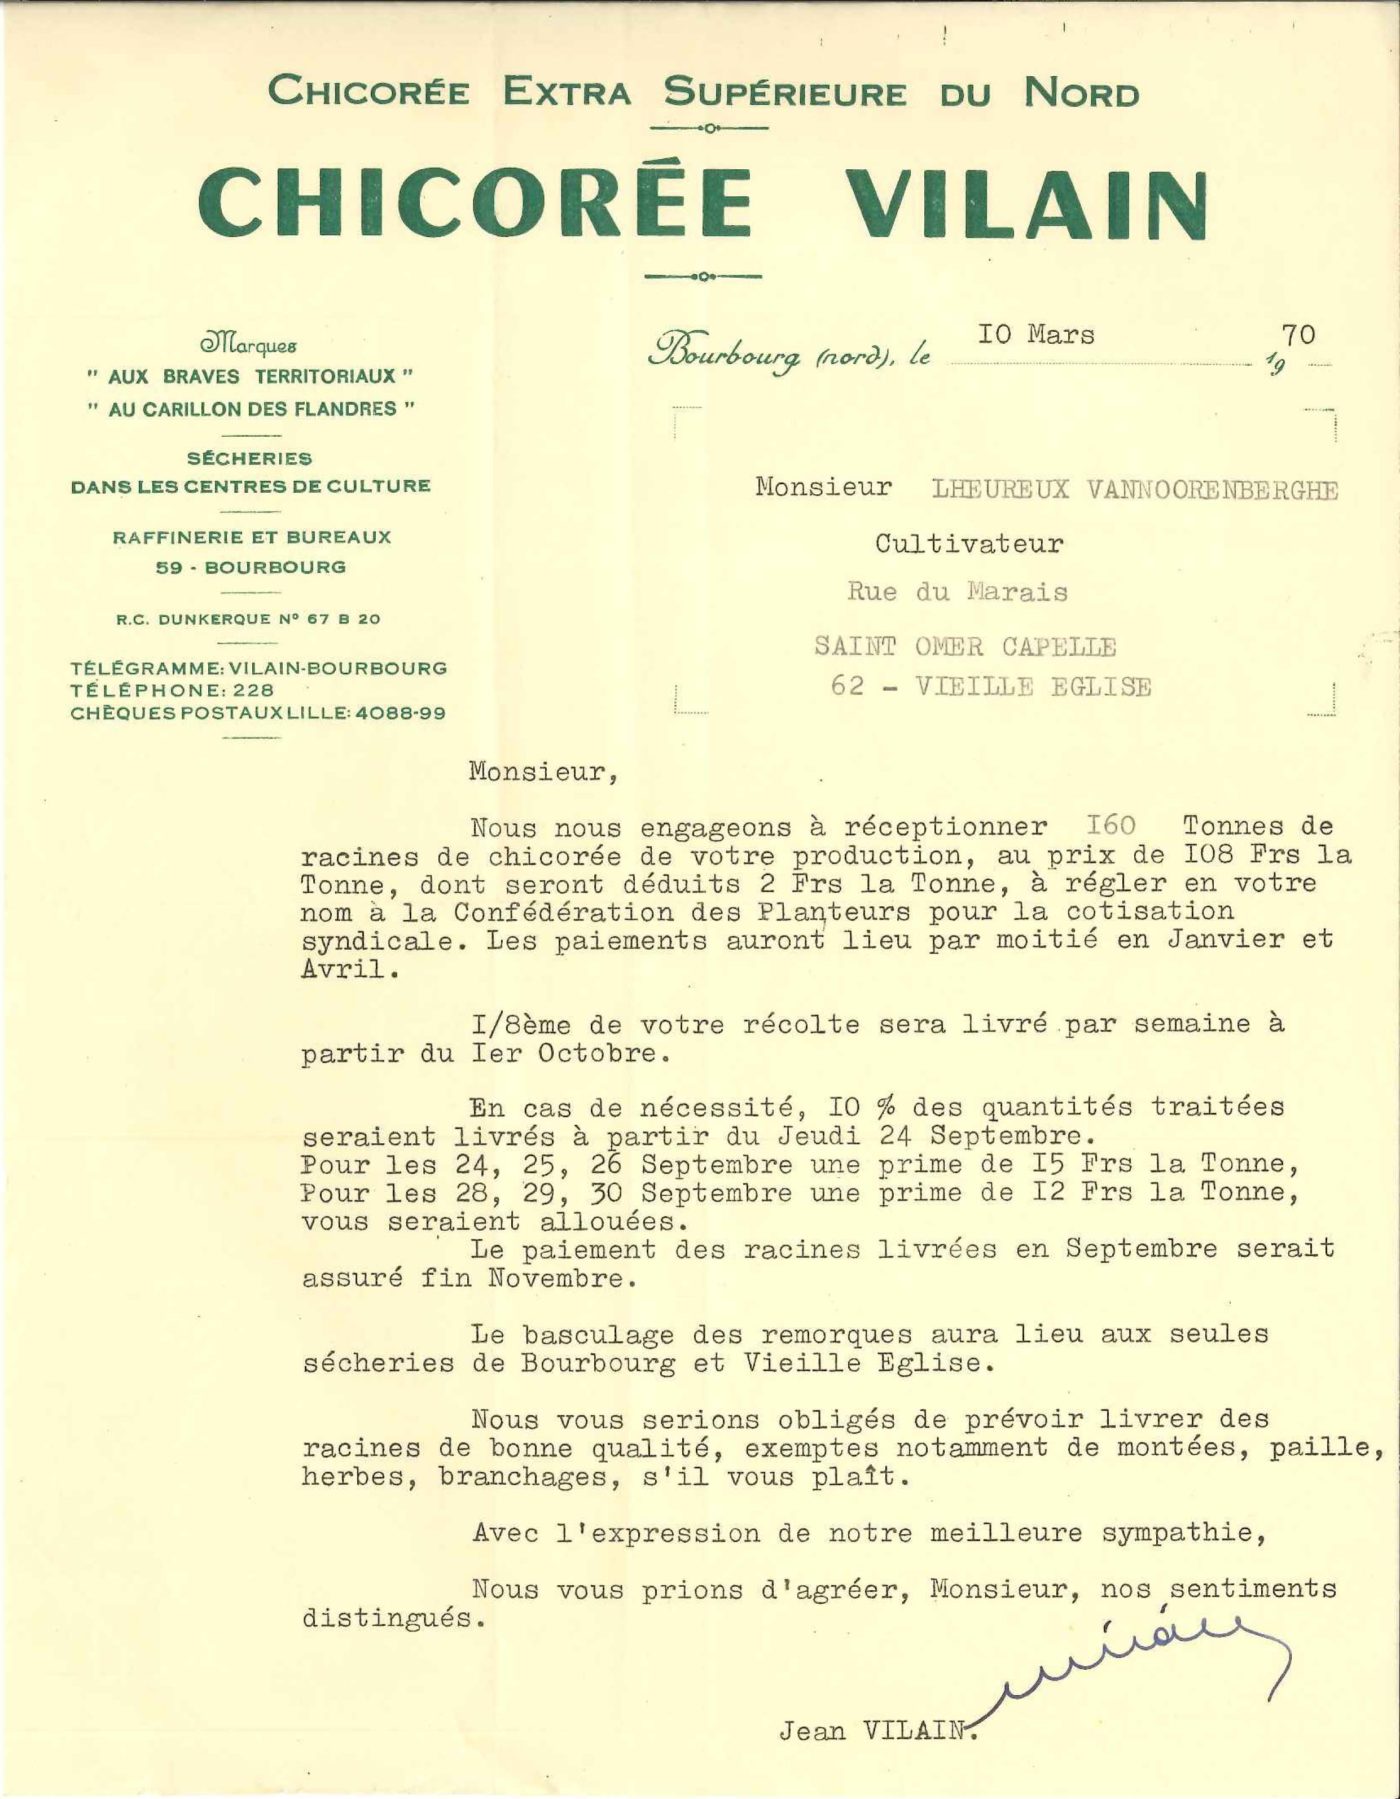 CHICORÉE EXTRA SUPÉRIEURE DU NORD
CHICORÉE VILAIN
Marques
" AUX BRAVES TERRITORIAUX "
" AU CARILLON DES FLANDRES "
SÉCHERIES
DANS LES CENTRES DE CULTURE
RAFFINERIE ET BUREAUX
59 - BOURBOURG
R.C. DUNKERQUE N° 67 B 20
TÉLÉGRAMME: VILAIN-BOURBOURG
TÉLÉPHONE: 228
CHÈQUES POSTAUX LILLE: 4088-99
Bourbourg (nord), le I0 Mars 19 70
Monsieur LHEUREUX VANNOORENBERGHE
Cultivateur
Rue du Marais
SAINT OMER CAPELLE
62 - VIEILLE EGLISE
Monsieur,
Nous nous engageons à réceptionner I60 Tonnes de
racines de chicorée de votre production, au prix de I08 Frs la
Tonne, dont seront déduits 2 Frs la Tonne, à régler en votre
nom à la Confédération des Planteurs pour la cotisation
syndicale. Les paiements auront lieu par moitié en Janvier et
Avril.
I/8ème de votre récolte sera livré par semaine à
partir du Ier Octobre.
En cas de nécessité, I0 % des quantités traitées
seraient livrés à partir du Jeudi 24 Septembre.
Pour les 24, 25, 26 Septembre une prime de I5 Frs la Tonne,
Pour les 28, 29, 30 Septembre une prime de I2 Frs la Tonne,
vous seraient allouées.
Le paiement des racines livrées en Septembre serait
assuré fin Novembre.
Le basculage des remorques aura lieu aux seules
sécheries de Bourbourg et Vieille Eglise.
Nous vous serions obligés de prévoir livrer des
racines de bonne qualité, exemptes notamment de montées, paille,
herbes, branchages, s'il vous plaît.
Avec l'expression de notre meilleure sympathie,
Nous vous prions d'agréer, Monsieur, nos sentiments
distingués.
Jean VILAIN.